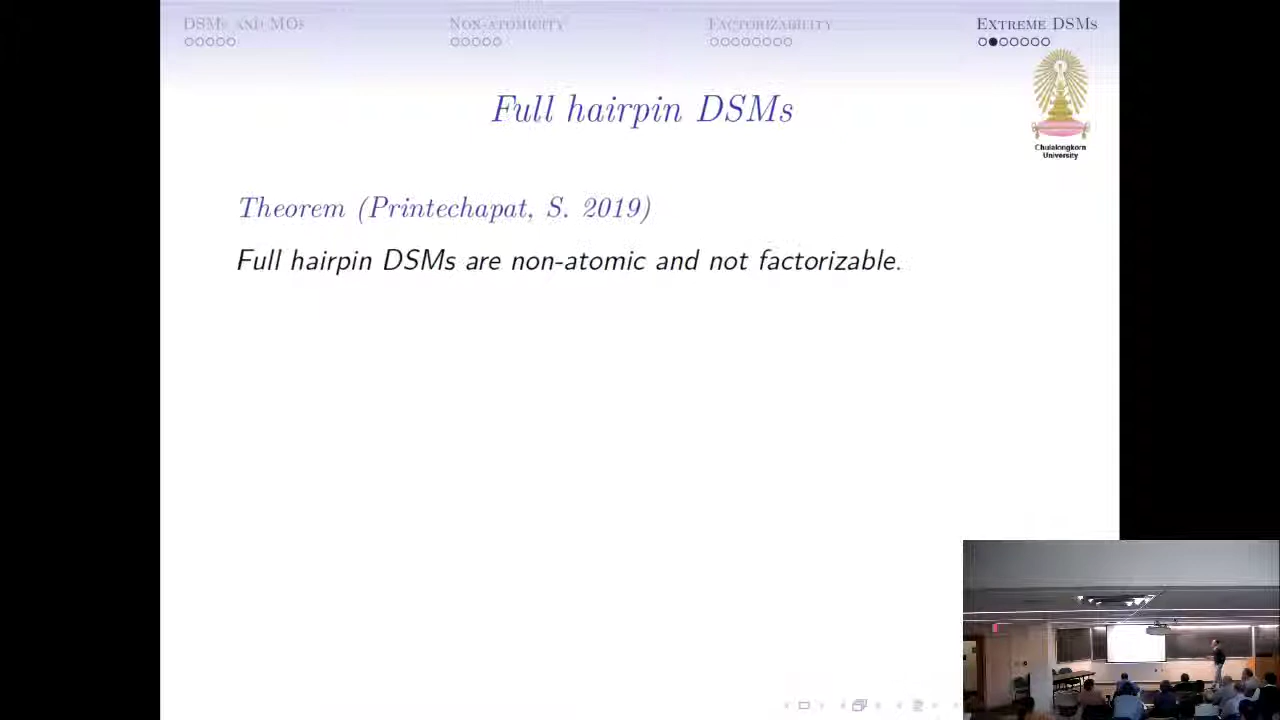 DSMs and MOs
Non-atomicity
Factorizability
Extreme DSMs
Full hairpin DSMs
Chulalongkorn
University
Theorem (Printechapat, S. 2019)
Full hairpin DSMs are non-atomic and not factorizable.